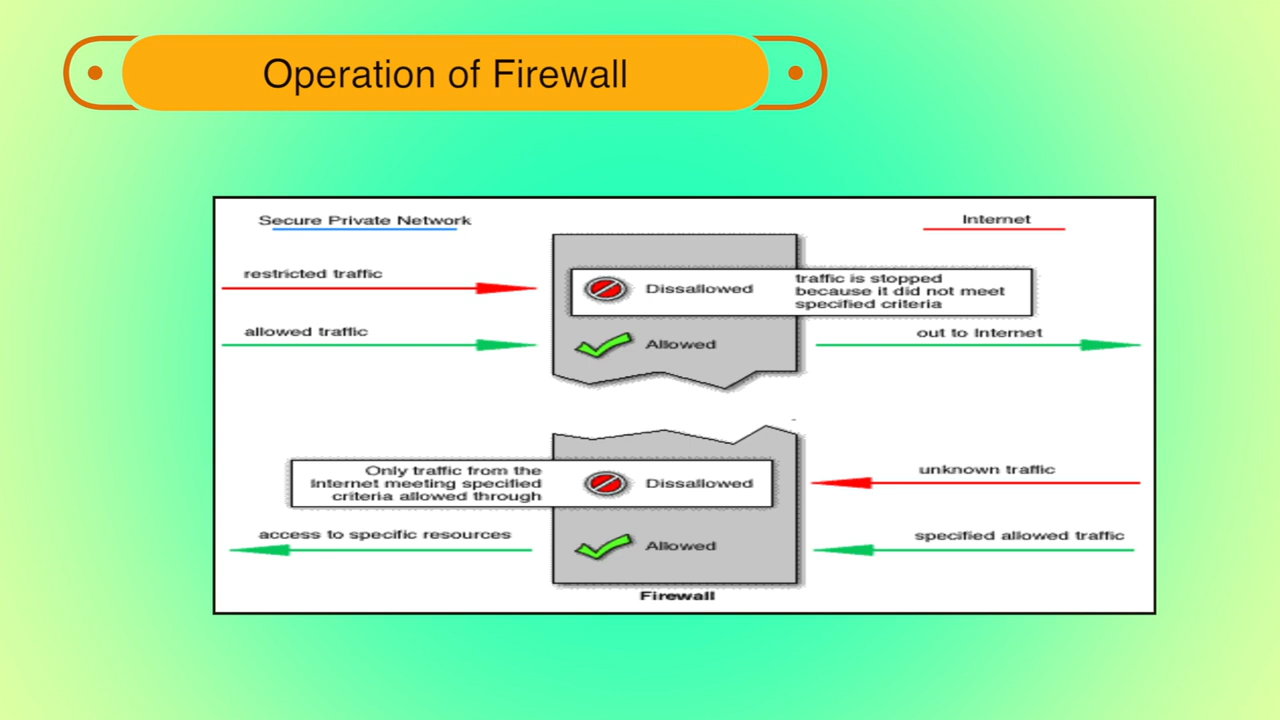 Operation of Firewall
Secure Private Network
Internet
restricted traffic
Dissallowed
traffic is stopped
because it did not meet
specified criteria
allowed traffic
Allowed
out to Internet
Only traffic from the
Internet meeting specified
criteria allowed through
Dissallowed
unknown traffic
access to specific resources
Allowed
specified allowed traffic
Firewall